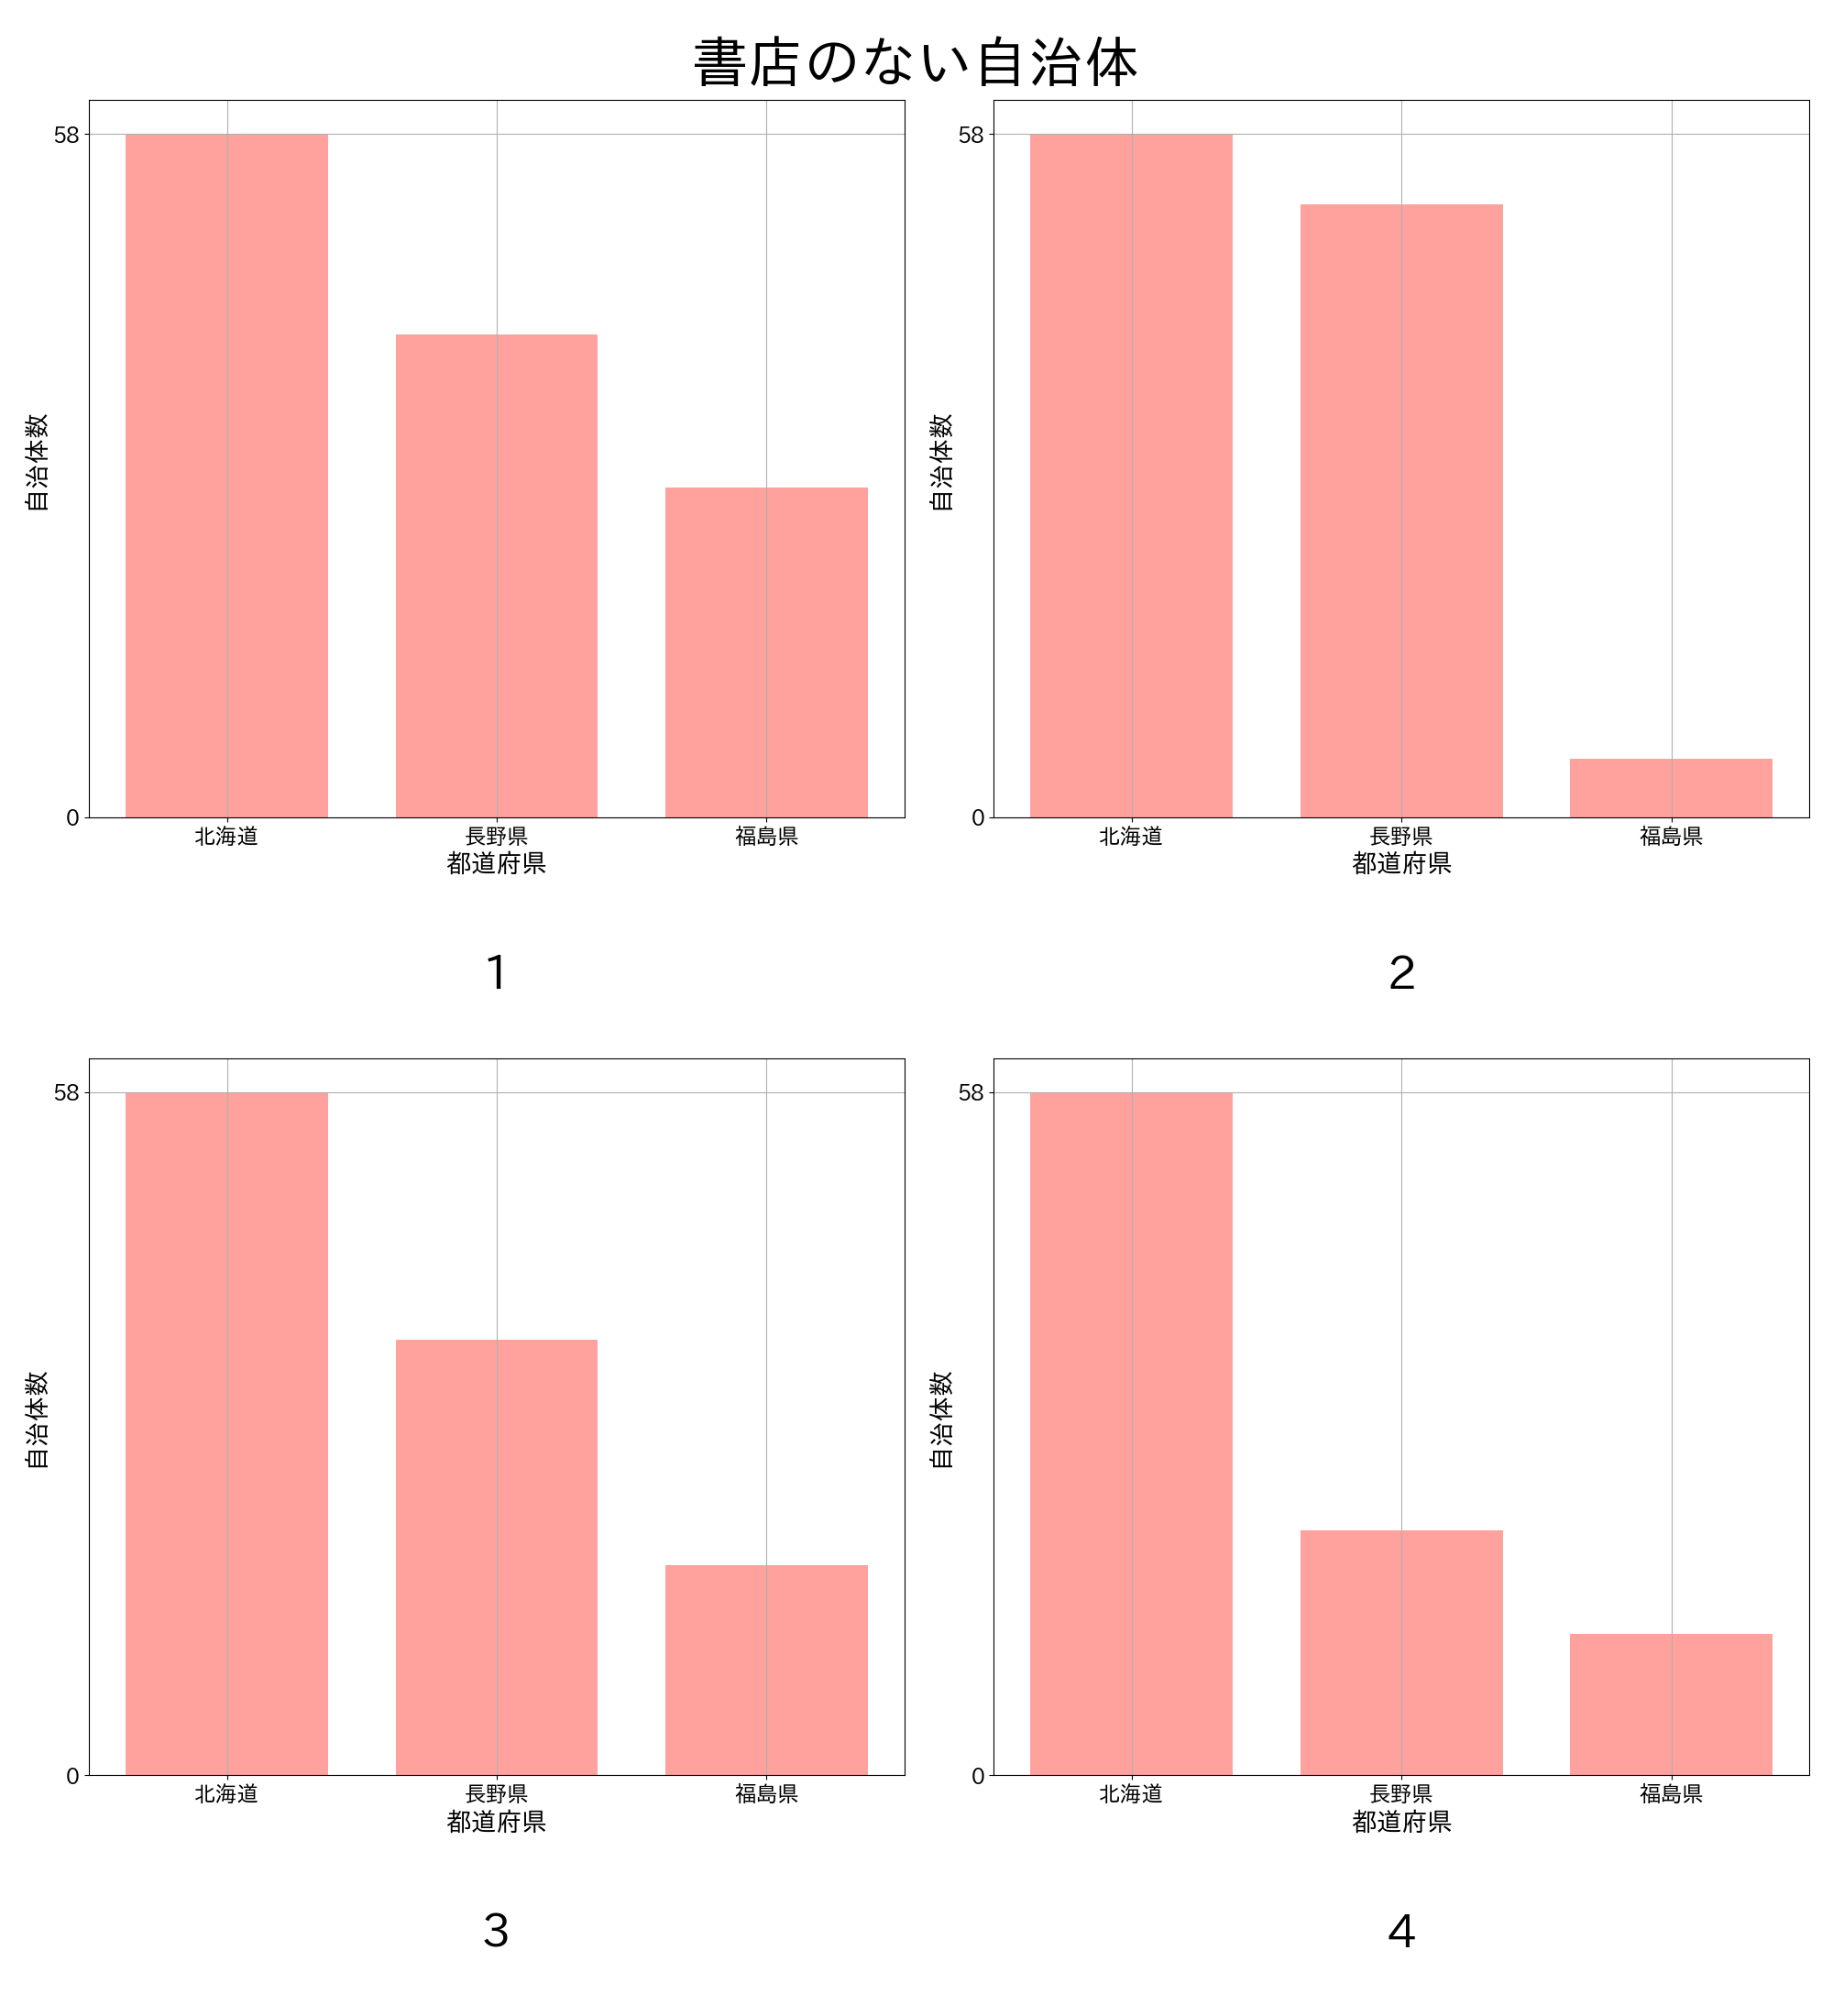 書店のない自治体
58
0
自治体数
北海道 長野県 福島県
都道府県
1
58
0
自治体数
北海道 長野県 福島県
都道府県
2
58
0
自治体数
北海道 長野県 福島県
都道府県
3
58
0
自治体数
北海道 長野県 福島県
都道府県
4